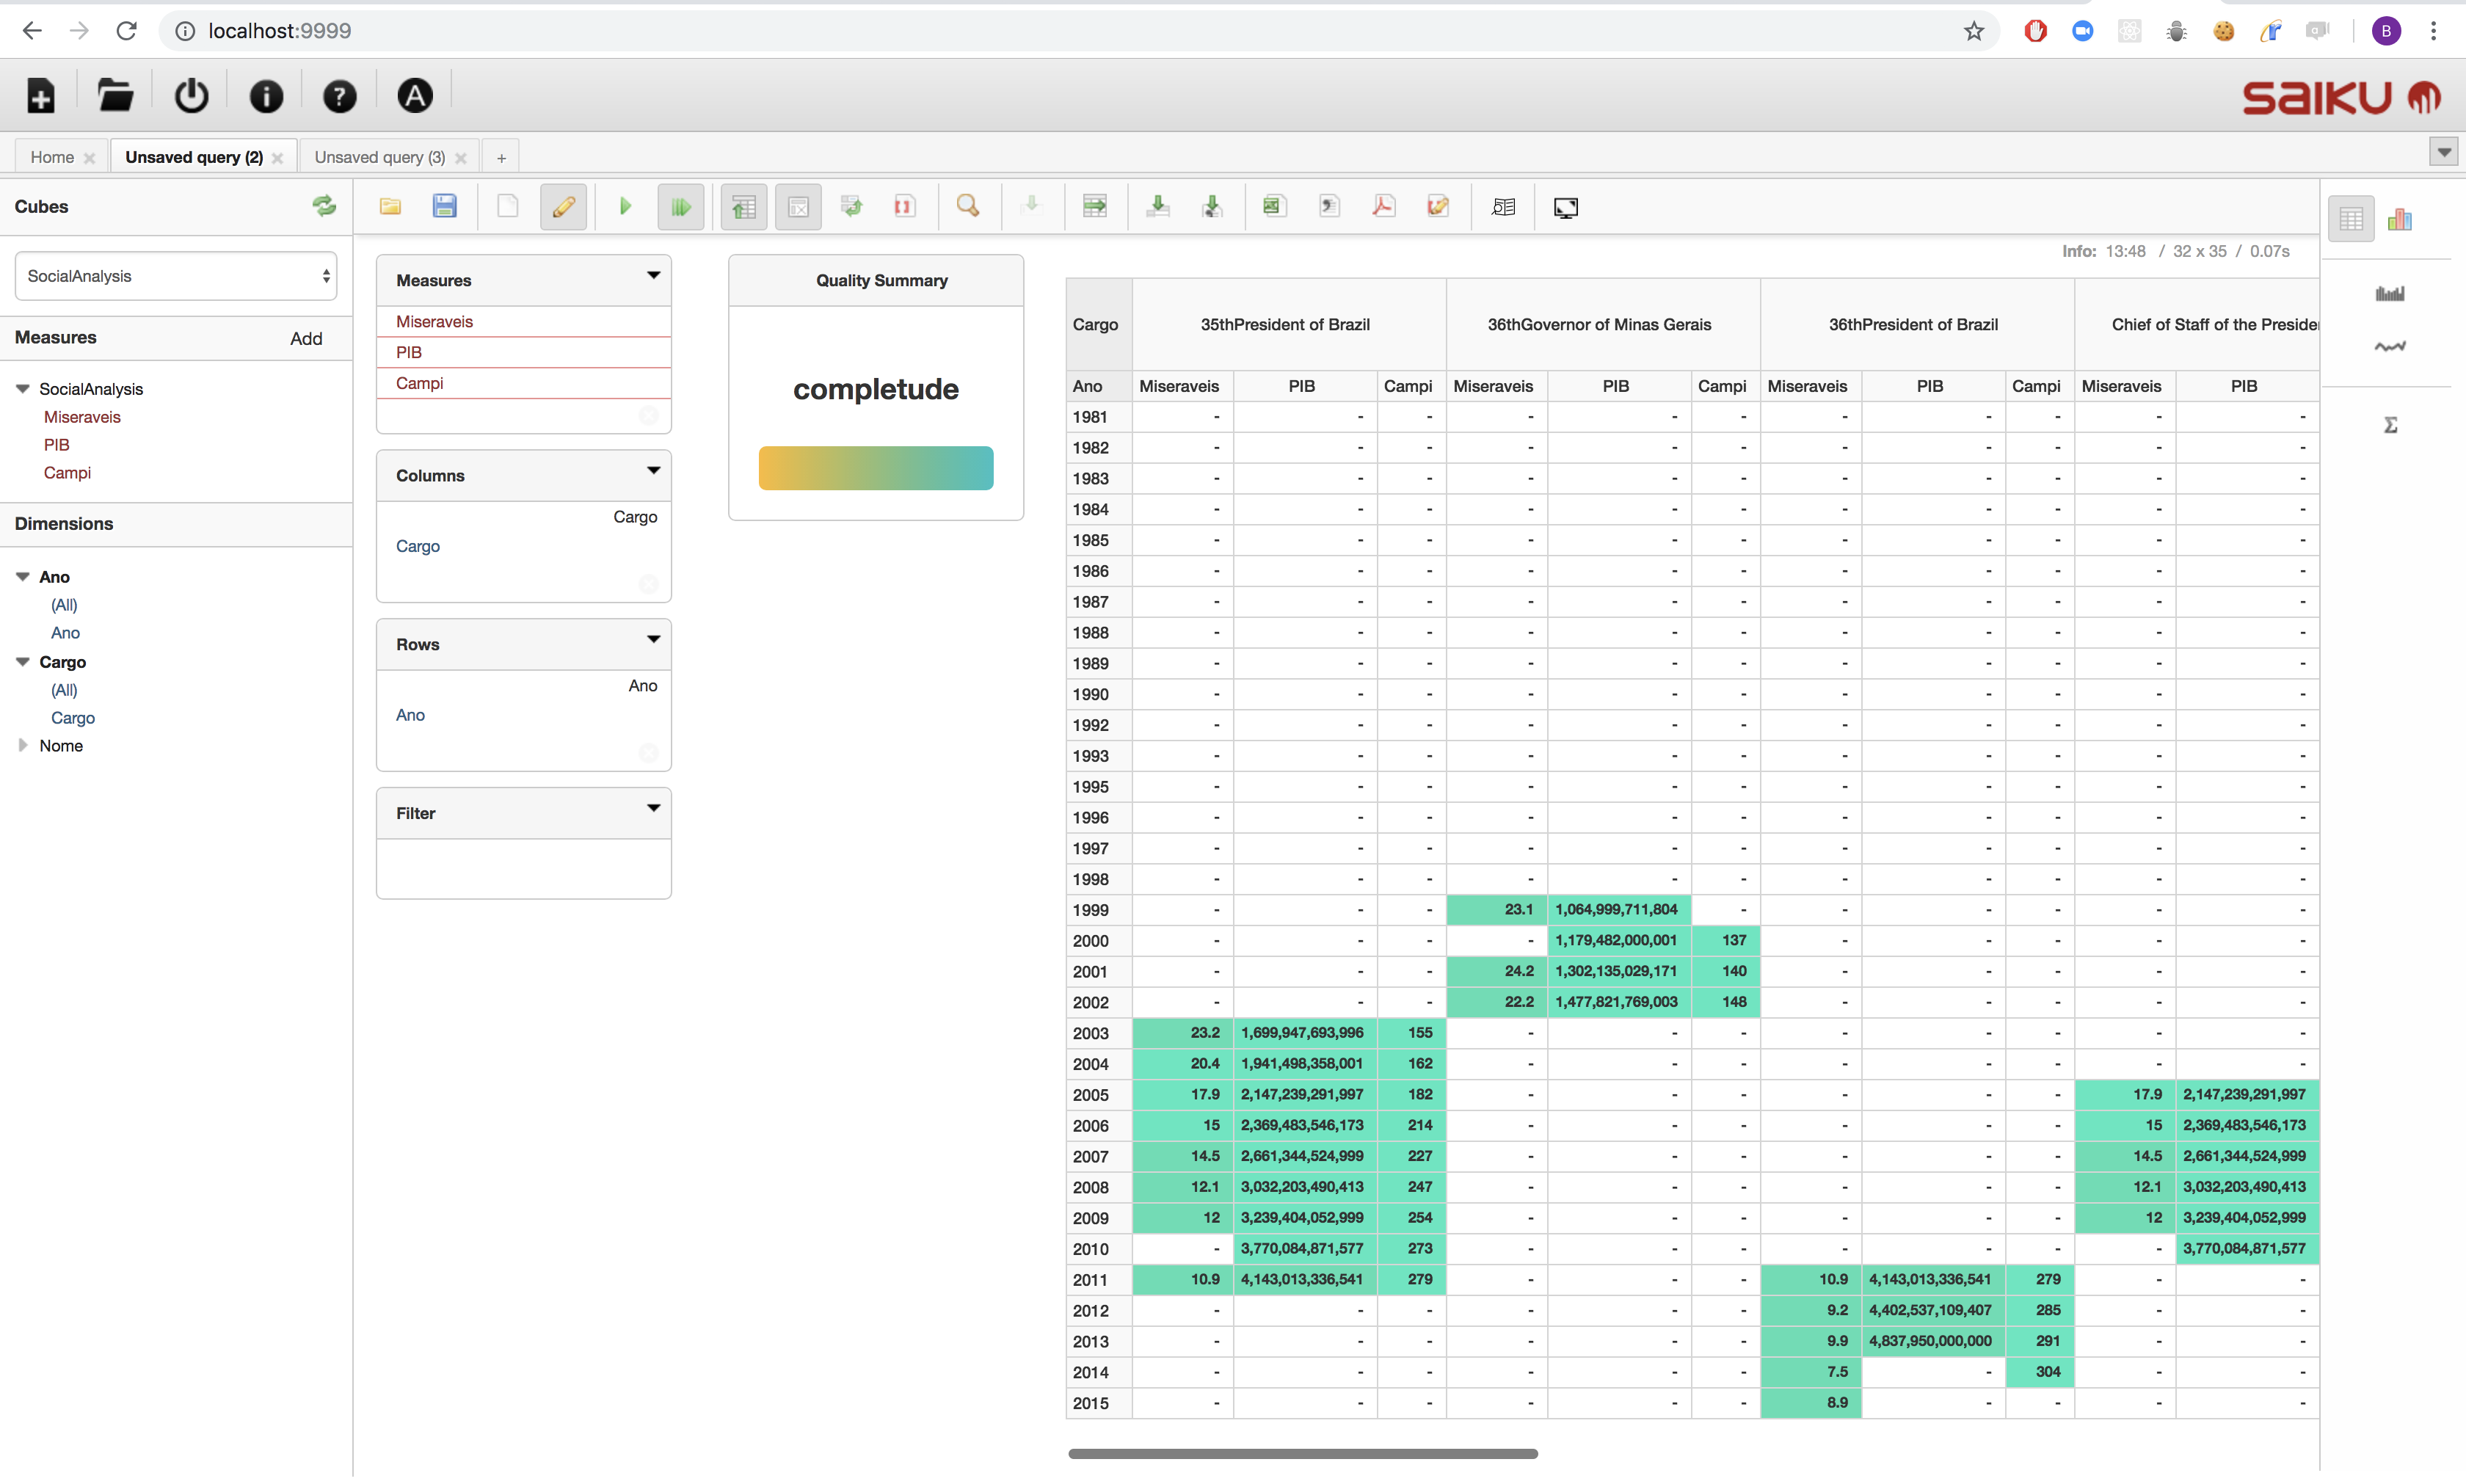 localhost:9999
B
saiku
Home
Unsaved query (2)
Unsaved query (3)
+
Cubes
SocialAnalysis
Measures Add
SocialAnalysis
Miseraveis
PIB
Campi
Dimensions
Ano
(All)
Ano
Cargo
(All)
Cargo
Nome
Measures
Miseraveis
PIB
Campi
Columns
Cargo
Cargo
Rows
Ano
Ano
Filter
Quality Summary
completude
Info: 13:48 / 32 x 35 / 0.07s
Cargo 35thPresident of Brazil 36thGovernor of Minas Gerais 36thPresident of Brazil Chief of Staff of the Preside
Ano Miseraveis PIB Campi Miseraveis PIB Campi Miseraveis PIB Campi Miseraveis PIB
1981 - - - - - - - - - - -
1982 - - - - - - - - - - -
1983 - - - - - - - - - - -
1984 - - - - - - - - - - -
1985 - - - - - - - - - - -
1986 - - - - - - - - - - -
1987 - - - - - - - - - - -
1988 - - - - - - - - - - -
1989 - - - - - - - - - - -
1990 - - - - - - - - - - -
1992 - - - - - - - - - - -
1993 - - - - - - - - - - -
1995 - - - - - - - - - - -
1996 - - - - - - - - - - -
1997 - - - - - - - - - - -
1998 - - - - - - - - - - -
1999 - - - 23.1 1,064,999,711,804 - - - - - -
2000 - - - - 1,179,482,000,001 137 - - - - -
2001 - - - 24.2 1,302,135,029,171 140 - - - - -
2002 - - - 22.2 1,477,821,769,003 148 - - - - -
2003 23.2 1,699,947,693,996 155 - - - - - - - -
2004 20.4 1,941,498,358,001 162 - - - - - - - -
2005 17.9 2,147,239,291,997 182 - - - - - - 17.9 2,147,239,291,997
2006 15 2,369,483,546,173 214 - - - - - - 15 2,369,483,546,173
2007 14.5 2,661,344,524,999 227 - - - - - - 14.5 2,661,344,524,999
2008 12.1 3,032,203,490,413 247 - - - - - - 12.1 3,032,203,490,413
2009 12 3,239,404,052,999 254 - - - - - - 12 3,239,404,052,999
2010 - 3,770,084,871,577 273 - - - - - - - 3,770,084,871,577
2011 10.9 4,143,013,336,541 279 - - - 10.9 4,143,013,336,541 279 - -
2012 - - - - - - 9.2 4,402,537,109,407 285 - -
2013 - - - - - - 9.9 4,837,950,000,000 291 - -
2014 - - - - - - 7.5 - 304 - -
2015 - - - - - - 8.9 - - - -
Σ